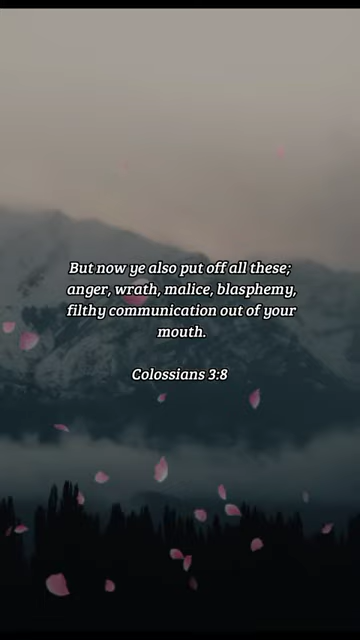 But now ye also put off all these;
anger, wrath, malice, blasphemy,
filthy communication out of your
mouth.
Colossians 3:8